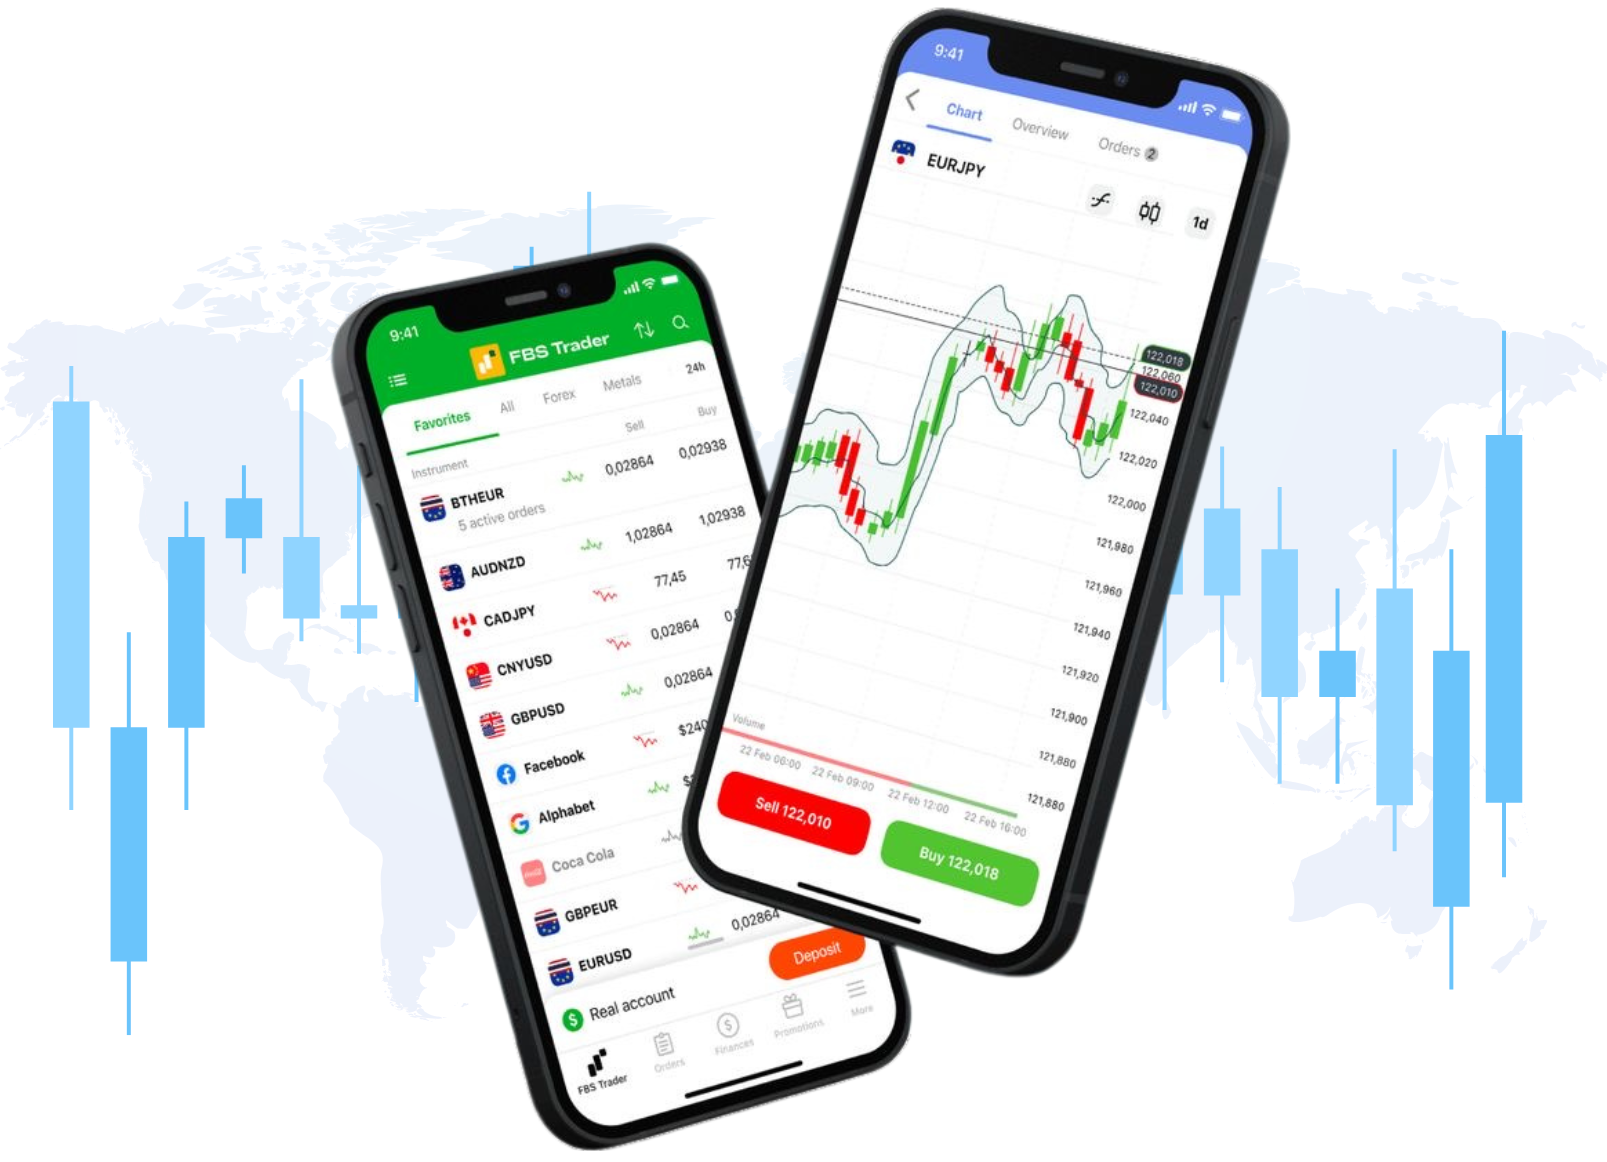 9:41
FBS Trader
Favorites All Forex Metals 24h
Instrument Sell Buy
BTHEUR 0,02864 0,02938
5 active orders
AUDNZD 1,02864 1,02938
CADJPY 77,45
CNYUSD 0,02864
GBPUSD 0,02864
Facebook
Alphabet
Coca Cola
GBPEUR
EURUSD 0,02864
Real account Deposit
FBS Trader Orders Finances Promotions More
9:41
Chart Overview Orders 2
EURJPY
1d
122,018
122,060
122,010
122,040
122,020
122,000
121,980
121,960
121,940
121,920
121,900
121,880
121,880
Volume
22 Feb 06:00 22 Feb 09:00 22 Feb 12:00 22 Feb 16:00
Sell 122,010 Buy 122,018